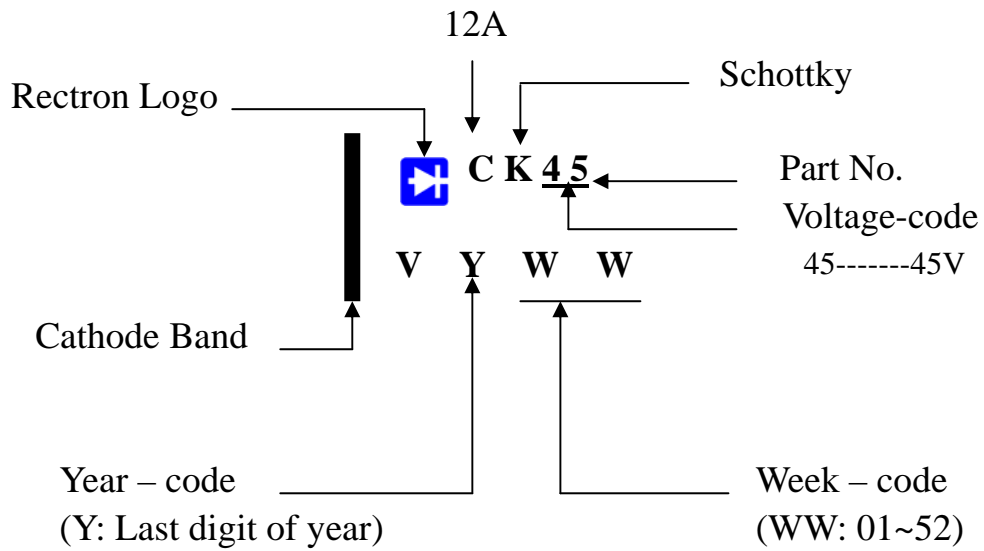 12A
Schottky
Rectron Logo
C K 4 5
Part No.
Voltage-code
45-------45V
V Y W W
Cathode Band
Year – code
(Y: Last digit of year)
Week – code
(WW: 01~52)